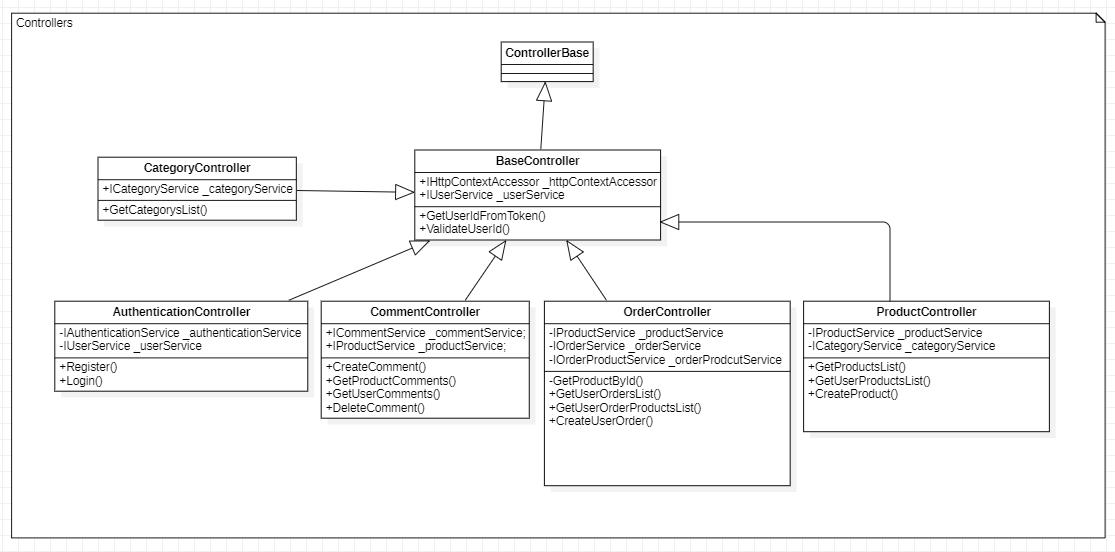 Controllers
ControllerBase
CategoryController
+ICategoryService _categoryService
+GetCategorysList()
BaseController
+IHttpContextAccessor _httpContextAccessor
+IUserService _userService
+GetUserIdFromToken()
+ValidateUserId()
AuthenticationController
-IAuthenticationService _authenticationService
-IUserService _userService
+Register()
+Login()
CommentController
+ICommentService _commentService;
+IProductService _productService;
+CreateComment()
+GetProductComments()
+GetUserComments()
+DeleteComment()
OrderController
-IProductService _productService
-IOrderService _orderService
-IOrderProductService _orderProdcutService
-GetProductById()
+GetUserOrdersList()
+GetUserOrderProductsList()
+CreateUserOrder()
ProductController
-IProductService _productService
-ICategoryService _categoryService
+GetProductsList()
+GetUserProductsList()
+CreateProduct()